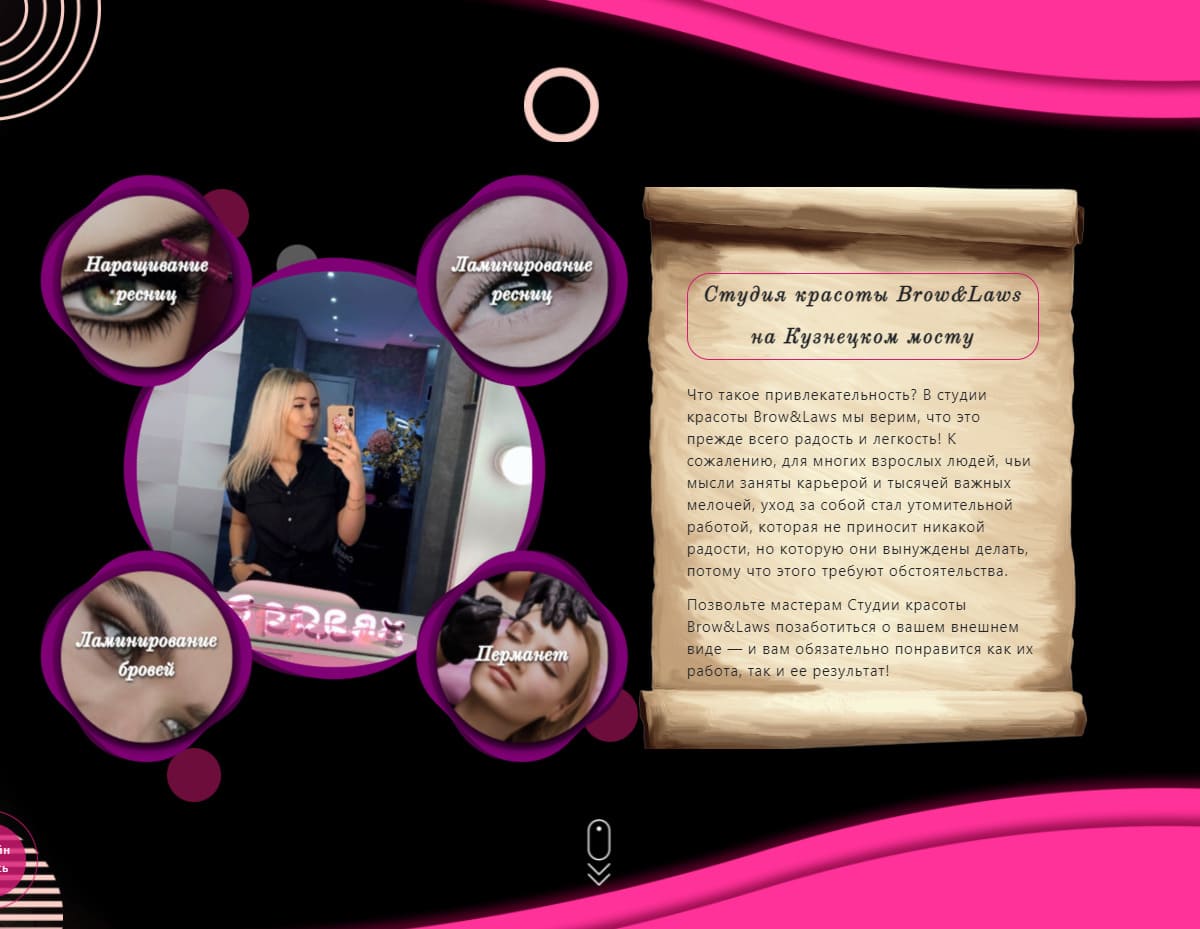 Наращивание
ресниц
Ламинирование
ресниц
Ламинирование
бровей
Перманет
Студия красоты Brow&Laws
на Кузнецком мосту
Что такое привлекательность? В студии
красоты Brow&Laws мы верим, что это
прежде всего радость и легкость! К
сожалению, для многих взрослых людей, чьи
мысли заняты карьерой и тысячей важных
мелочей, уход за собой стал утомительной
работой, которая не приносит никакой
радости, но которую они вынуждены делать,
потому что этого требуют обстоятельства.
Позвольте мастерам Студии красоты
Brow&Laws позаботиться о вашем внешнем
виде — и вам обязательно понравится как их
работа, так и ее результат!